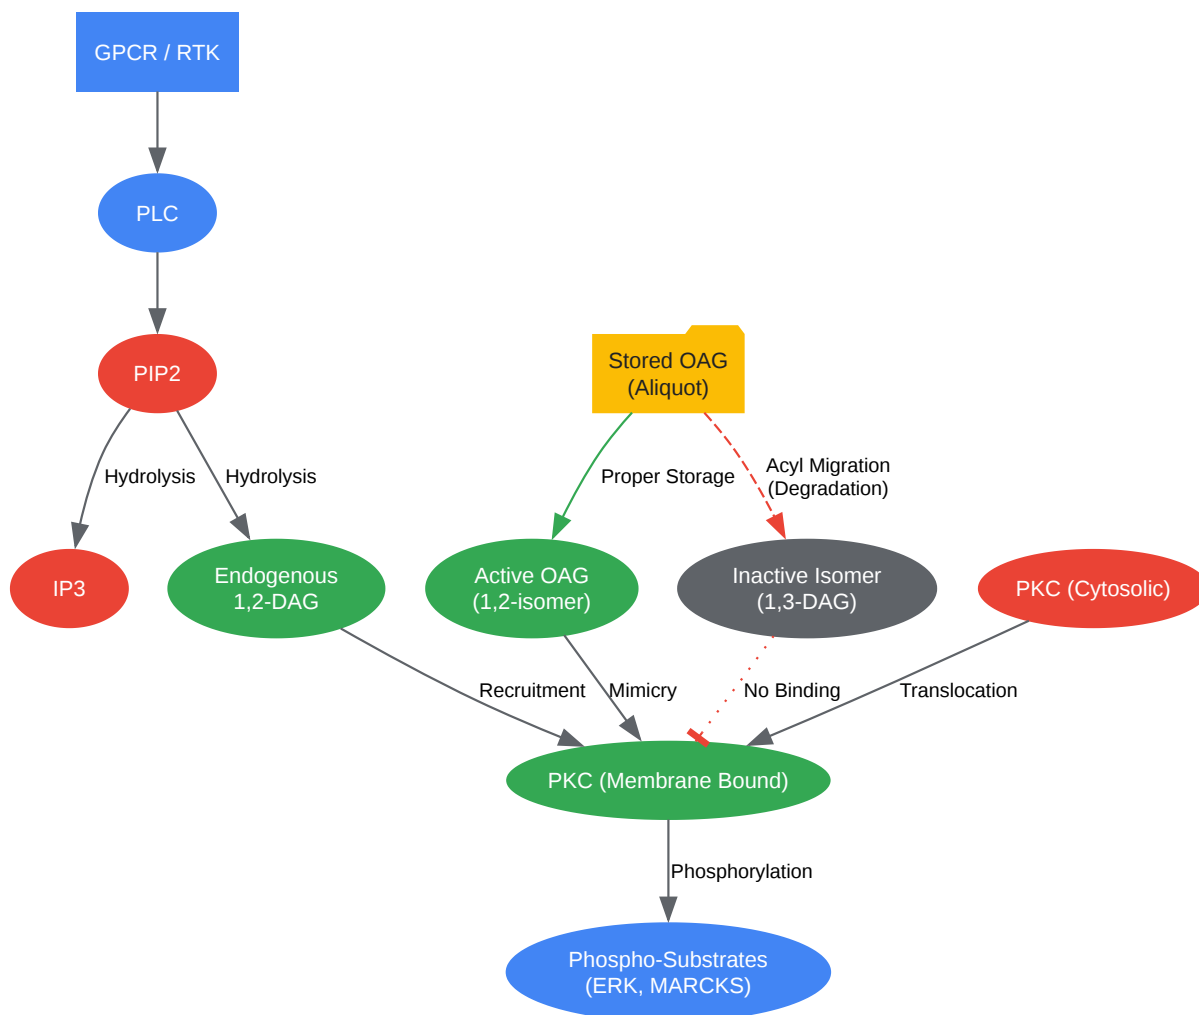 GPCR / RTK
PLC
PIP2
Stored OAG
(Aliquot)
Hydrolysis
Hydrolysis
Proper Storage
Acyl Migration
(Degradation)
IP3
Endogenous
1,2-DAG
Active OAG
(1,2-isomer)
Inactive Isomer
(1,3-DAG)
PKC (Cytosolic)
Recruitment
Mimicry
No Binding
Translocation
PKC (Membrane Bound)
Phosphorylation
Phospho-Substrates
(ERK, MARCKS)